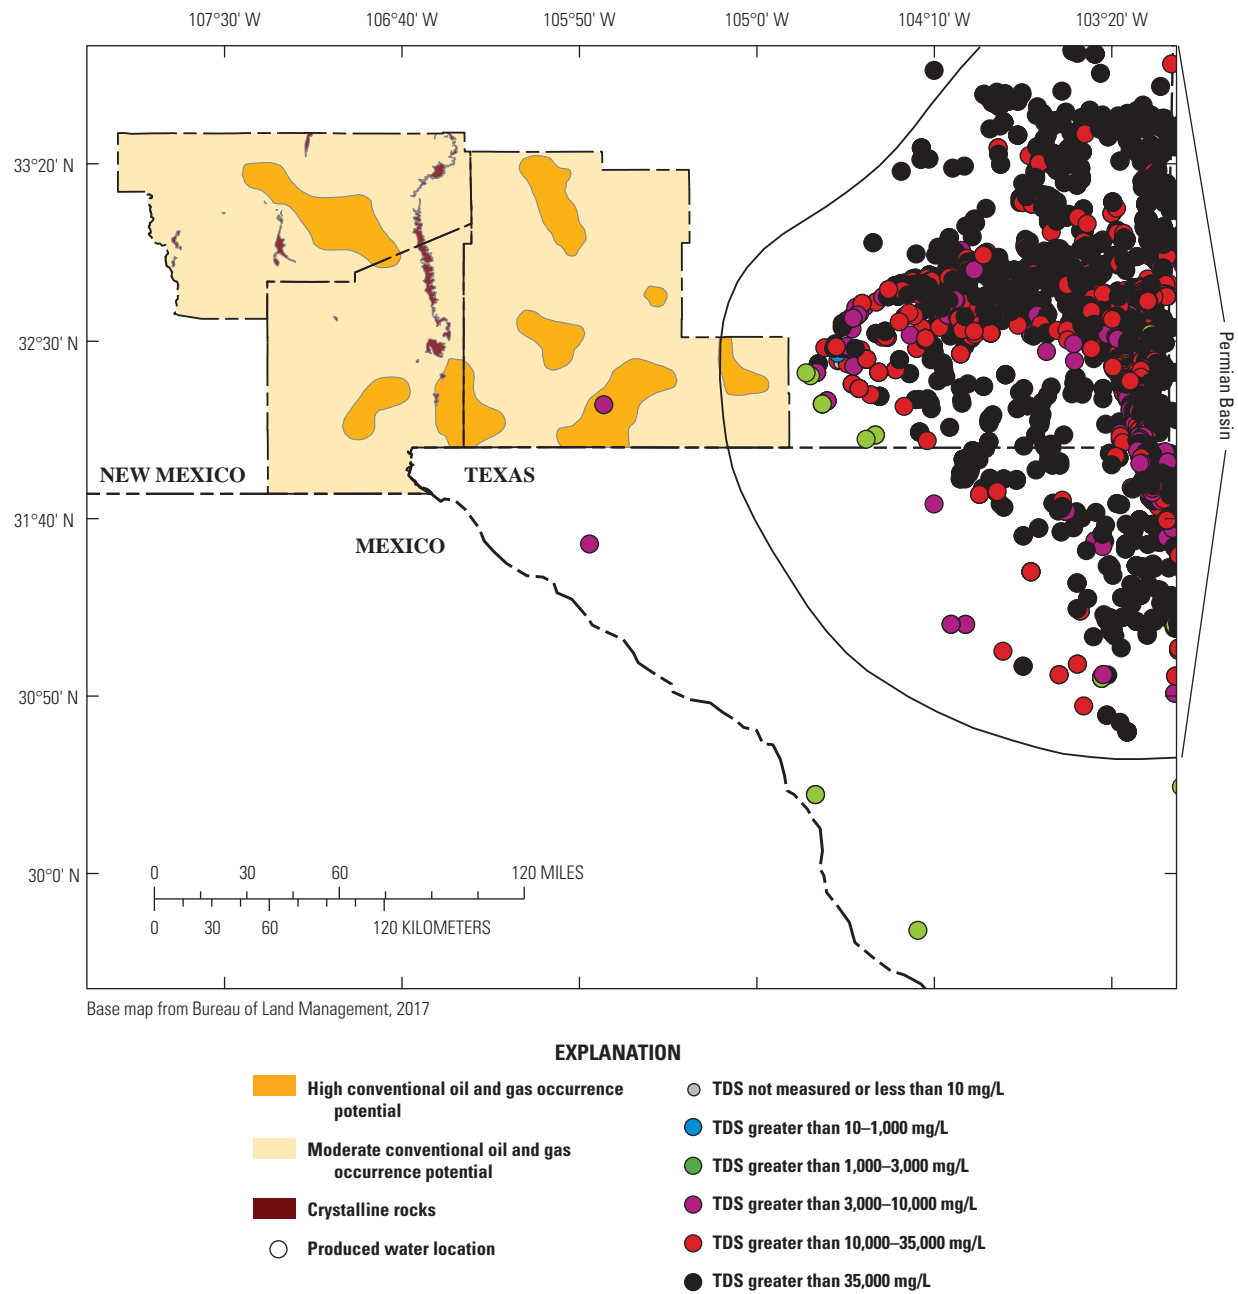 107°30' W
106°40' W
105°50' W
105°0' W
104°10' W
103°20' W
33°20' N
32°30' N
31°40' N
30°50' N
30°0' N
NEW MEXICO
TEXAS
MEXICO
Permian Basin
0
30
60
120 MILES
0
30
60
120 KILOMETERS
Base map from Bureau of Land Management, 2017
EXPLANATION
High conventional oil and gas occurrence
potential
Moderate conventional oil and gas
occurrence potential
Crystalline rocks
Produced water location
TDS not measured or less than 10 mg/L
TDS greater than 10–1,000 mg/L
TDS greater than 1,000–3,000 mg/L
TDS greater than 3,000–10,000 mg/L
TDS greater than 10,000–35,000 mg/L
TDS greater than 35,000 mg/L